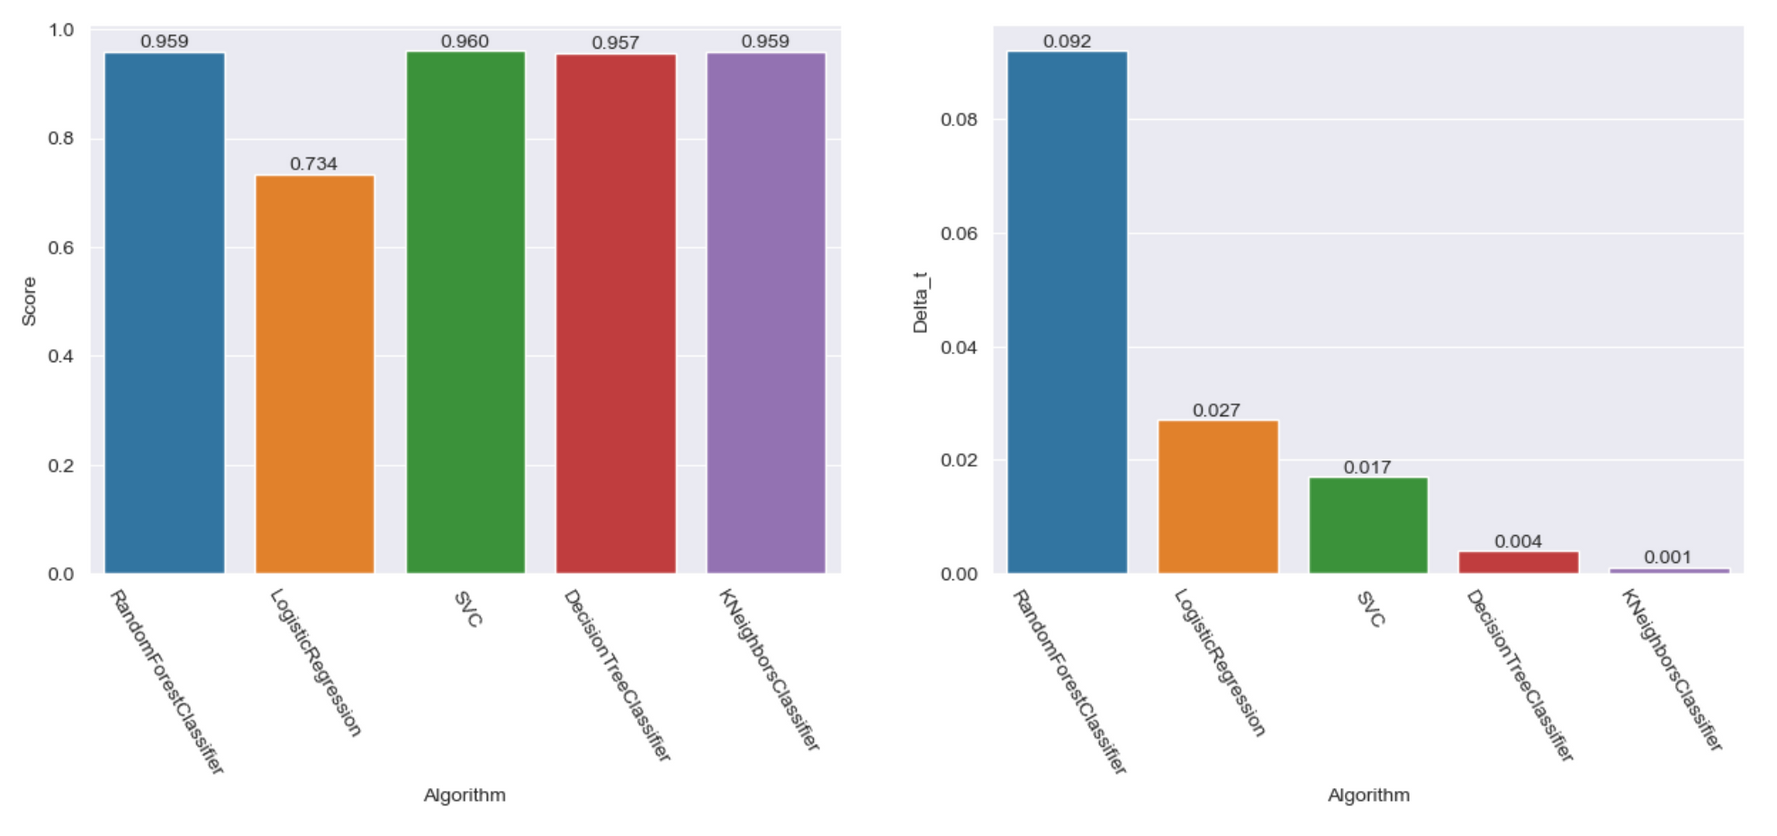 1.0
0.8
0.6
0.4
0.2
0.0
Score
0.959
0.734
0.960
0.957
0.959
RandomForestClassifier
LogisticRegression
SVC
DecisionTreeClassifier
KNeighborsClassifier
Algorithm
0.08
0.06
0.04
0.02
0.00
Delta_t
0.092
0.027
0.017
0.004
0.001
RandomForestClassifier
LogisticRegression
SVC
DecisionTreeClassifier
KNeighborsClassifier
Algorithm